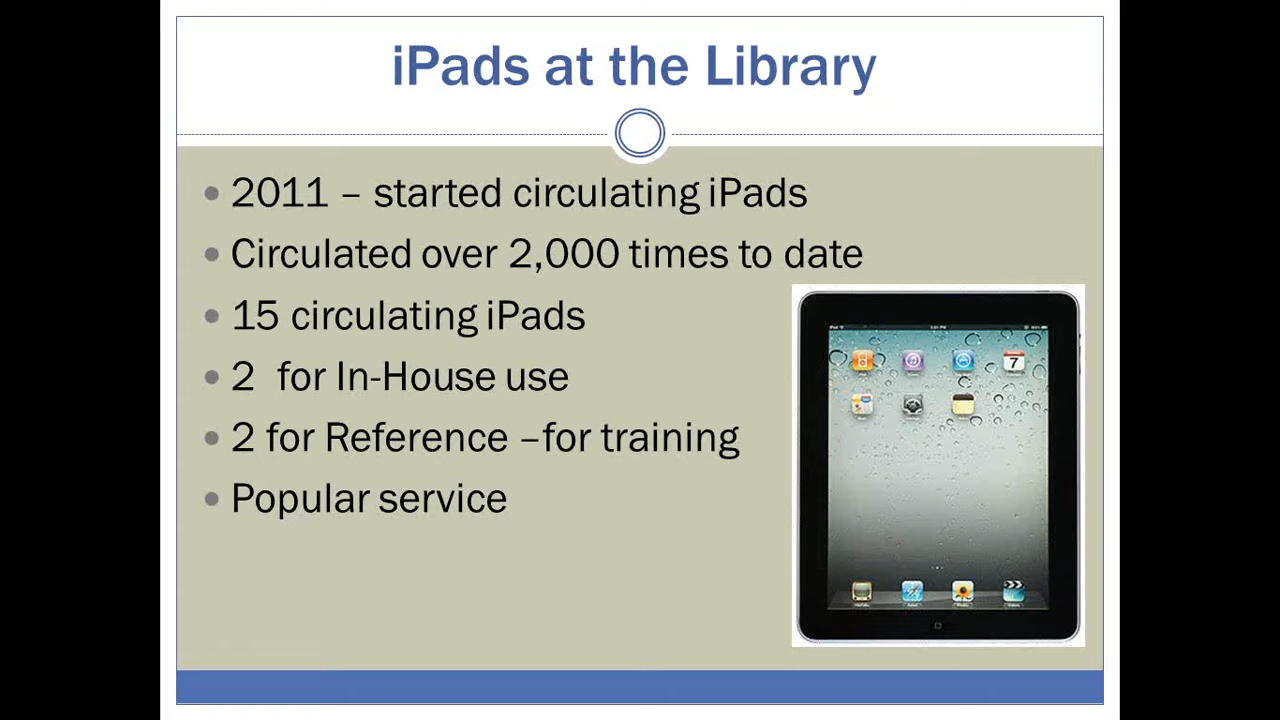 iPads at the Library
2011 – started circulating iPads
Circulated over 2,000 times to date
15 circulating iPads
2 for In-House use
2 for Reference –for training
Popular service
7